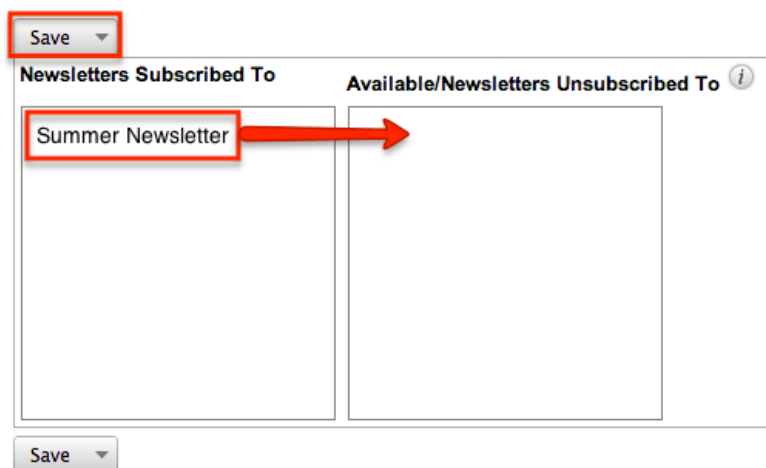 Save
Newsletters Subscribed To
Available/Newsletters Unsubscribed To i
Summer Newsletter
Save